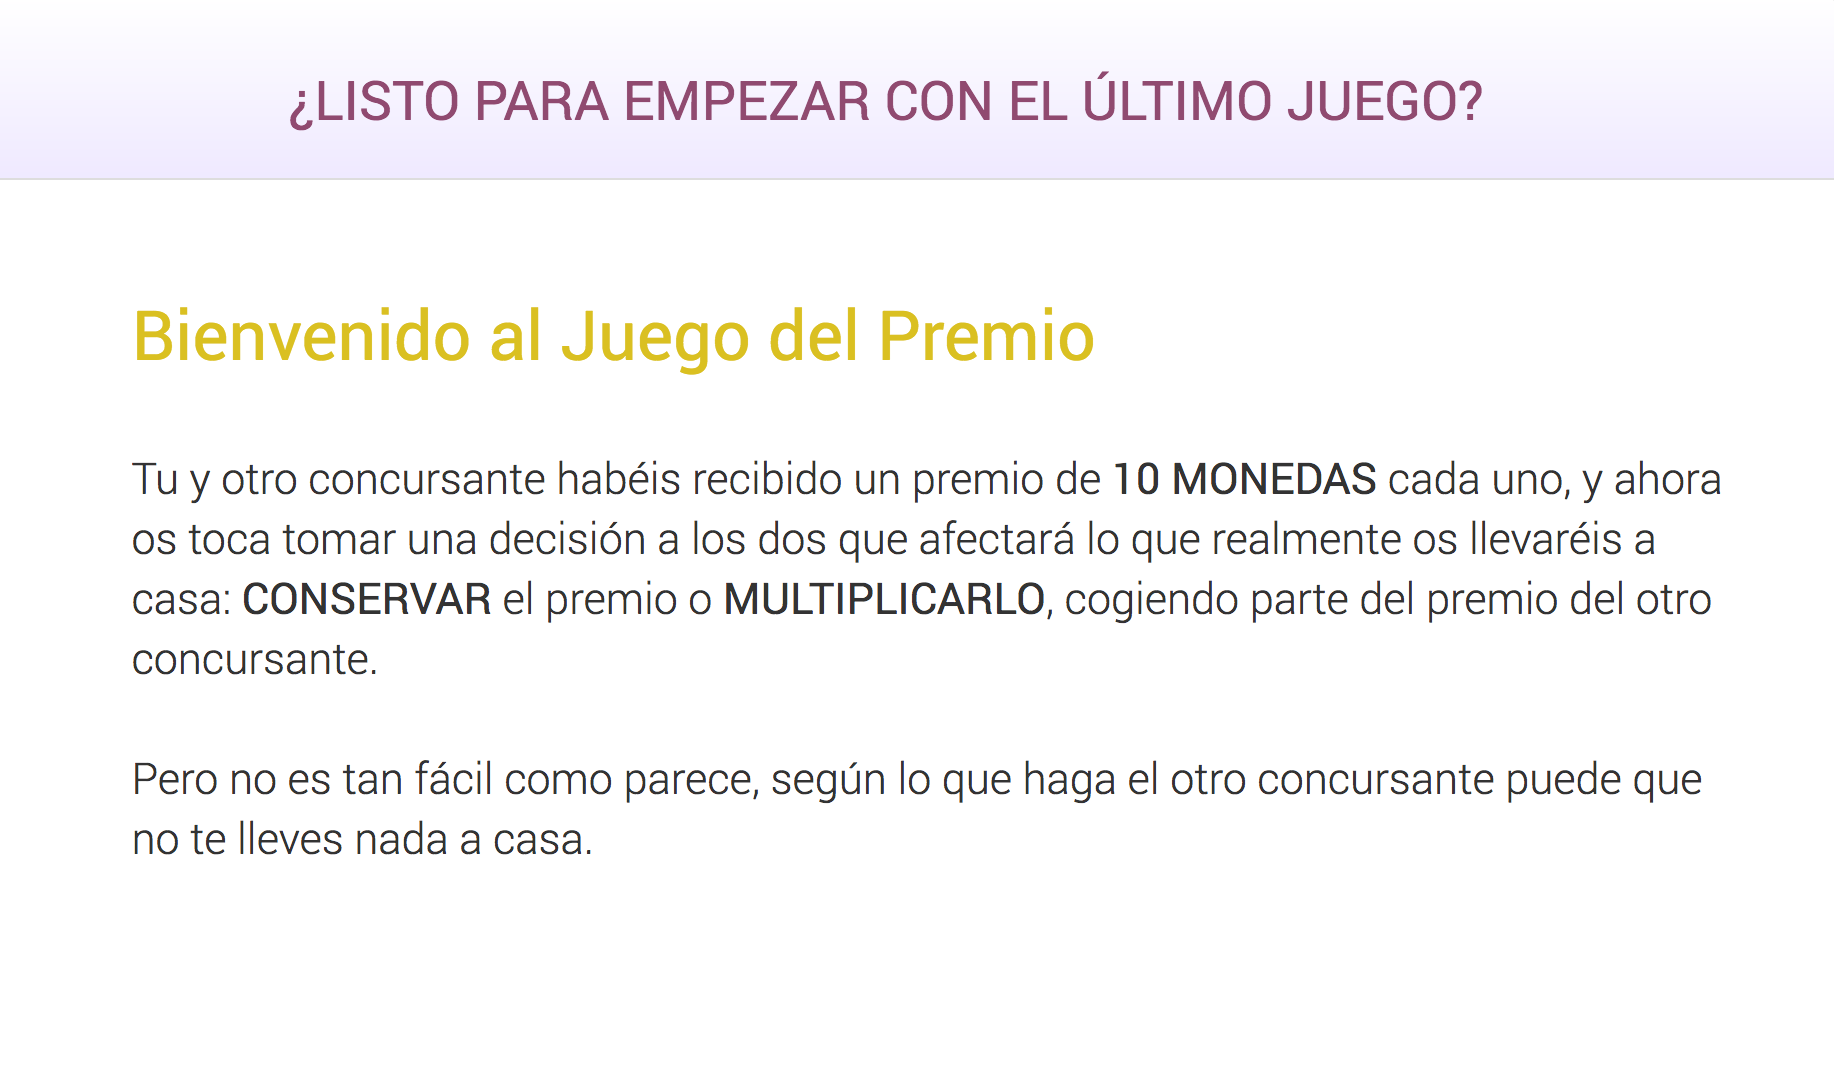 ¿LISTO PARA EMPEZAR CON EL ÚLTIMO JUEGO?
Bienvenido al Juego del Premio
Tu y otro concursante habéis recibido un premio de 10 MONEDAS cada uno, y ahora
os toca tomar una decisión a los dos que afectará lo que realmente os llevaréis a
casa: CONSERVAR el premio o MULTIPLICARLO, cogiendo parte del premio del otro
concursante.
Pero no es tan fácil como parece, según lo que haga el otro concursante puede que
no te lleves nada a casa.